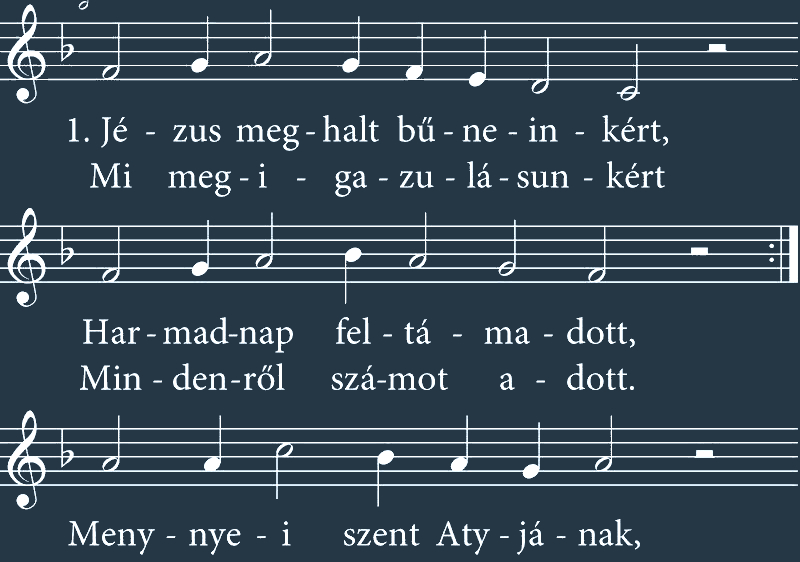 1. Jé - zus meg - halt bű - ne - in - kért,
Mi meg - i - ga - zu - lá - sun - kért
Har - mad - nap fel - tá - ma - dott,
Min - den - ről szá - mot a - dott.
Meny - nye - i szent Aty - já - nak,